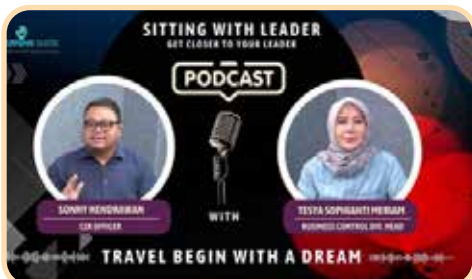 SITTING WITH LEADER
GET CLOSER TO YOUR LEADER
PODCAST
SONNY HENDRAWAN
CSR OFFICER
WITH
TESYA SOPHIANTI MERIAM
BUSINESS CONTROL DIV. HEAD
TRAVEL BEGIN WITH A DREAM